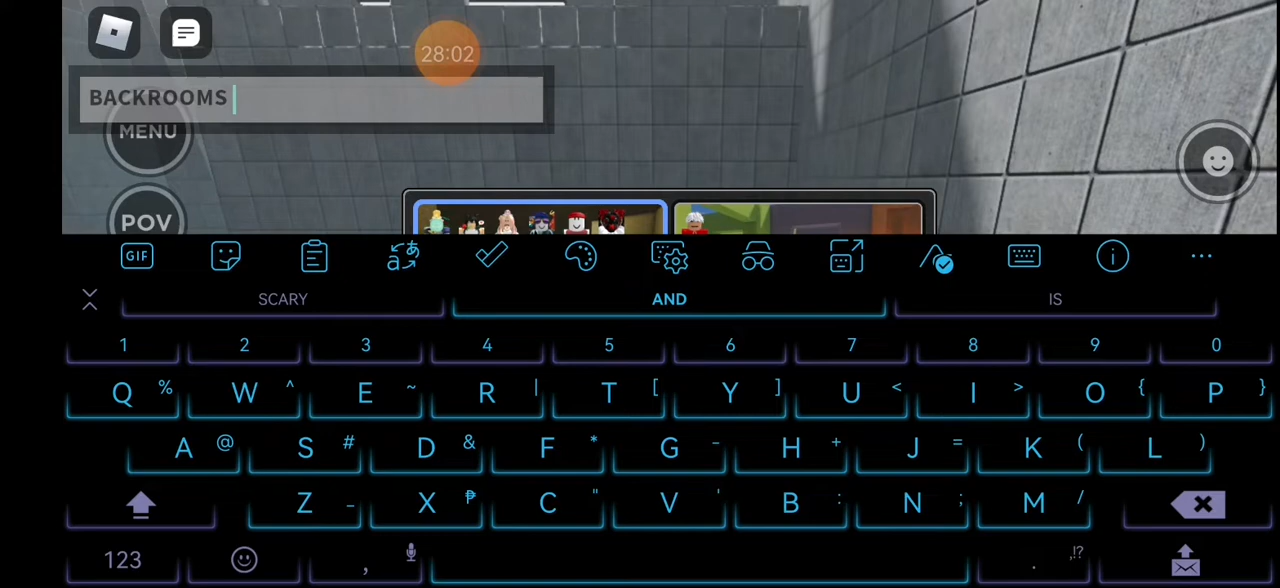 28:02
BACKROOMS
MENU
POV
GIF
SCARY AND IS
1 2 3 4 5 6 7 8 9 0
Q % W ^ E ~ R | T [ Y ] U < I > O { P }
A @ S # D & F * G - H + J = K ( L )
Z _ X ₱ C " V ' B : N ; M /
123 , . ,!?